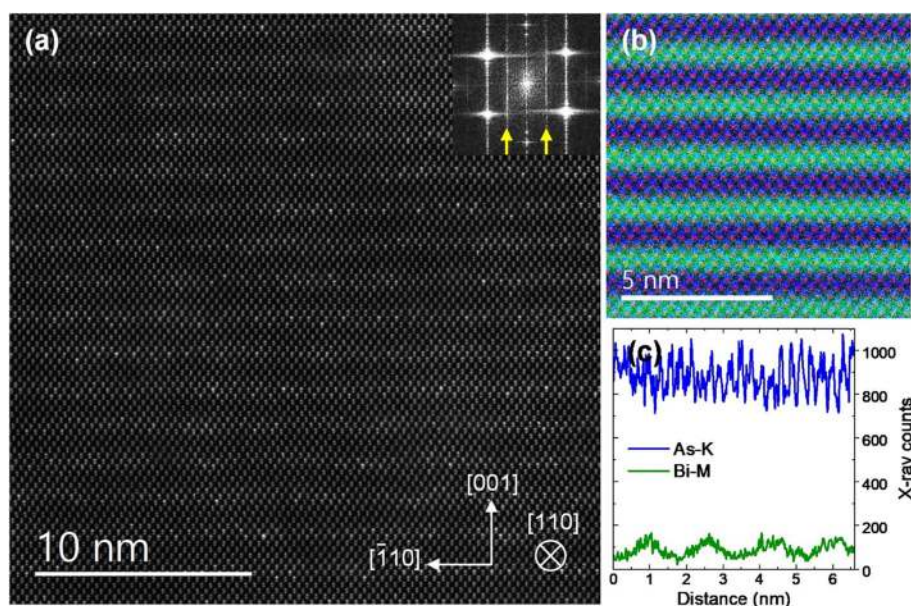 (a)
10 nm
[001]
[1̅10]
[110]
(b)
5 nm
(c)
1000
800
600
400
200
0
As-K
Bi-M
X-ray counts
0 1 2 3 4 5 6
Distance (nm)